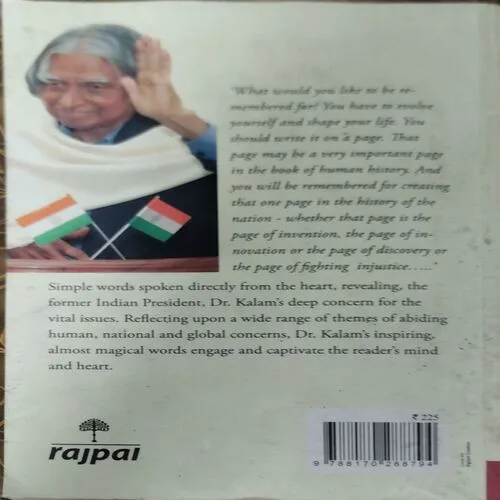 "What would you like to be re-
membered for? You have to evolve
yourself and shape your life. You
should write it on a page. That
page may be a very important page
in the book of human history. And
you will be remembered for creating
that one page in the history of the
nation - whether that page is the
page of invention, the page of in-
novation or the page of discovery or
the page of fighting injustice....."
Simple words spoken directly from the heart, revealing, the
former Indian President, Dr. Kalam's deep concern for the
vital issues. Reflecting upon a wide range of themes of abiding
human, national and global concerns, Dr. Kalam's inspiring,
almost magical words engage and captivate the reader's mind
and heart.
rajpal
₹ 225
9 788170 288794